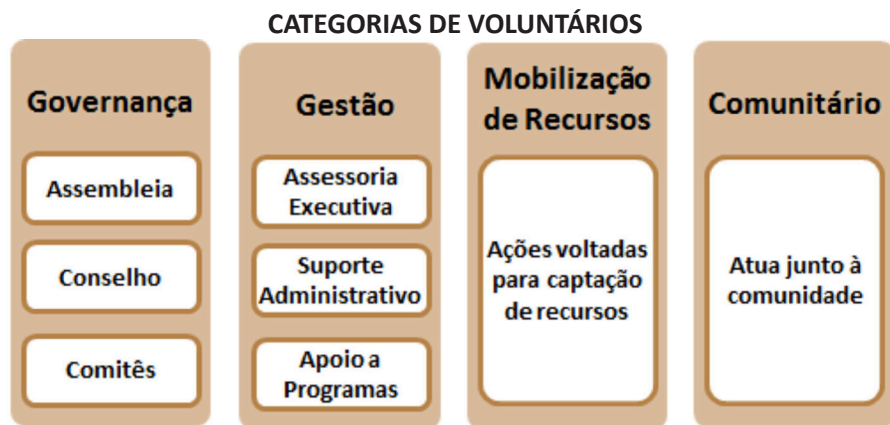 CATEGORIAS DE VOLUNTÁRIOS
Governança
Assembleia
Conselho
Comitês
Gestão
Assessoria
Executiva
Suporte
Administrativo
Apoio a
Programas
Mobilização
de Recursos
Ações voltadas
para captação
de recursos
Comunitário
Atua junto à
comunidade